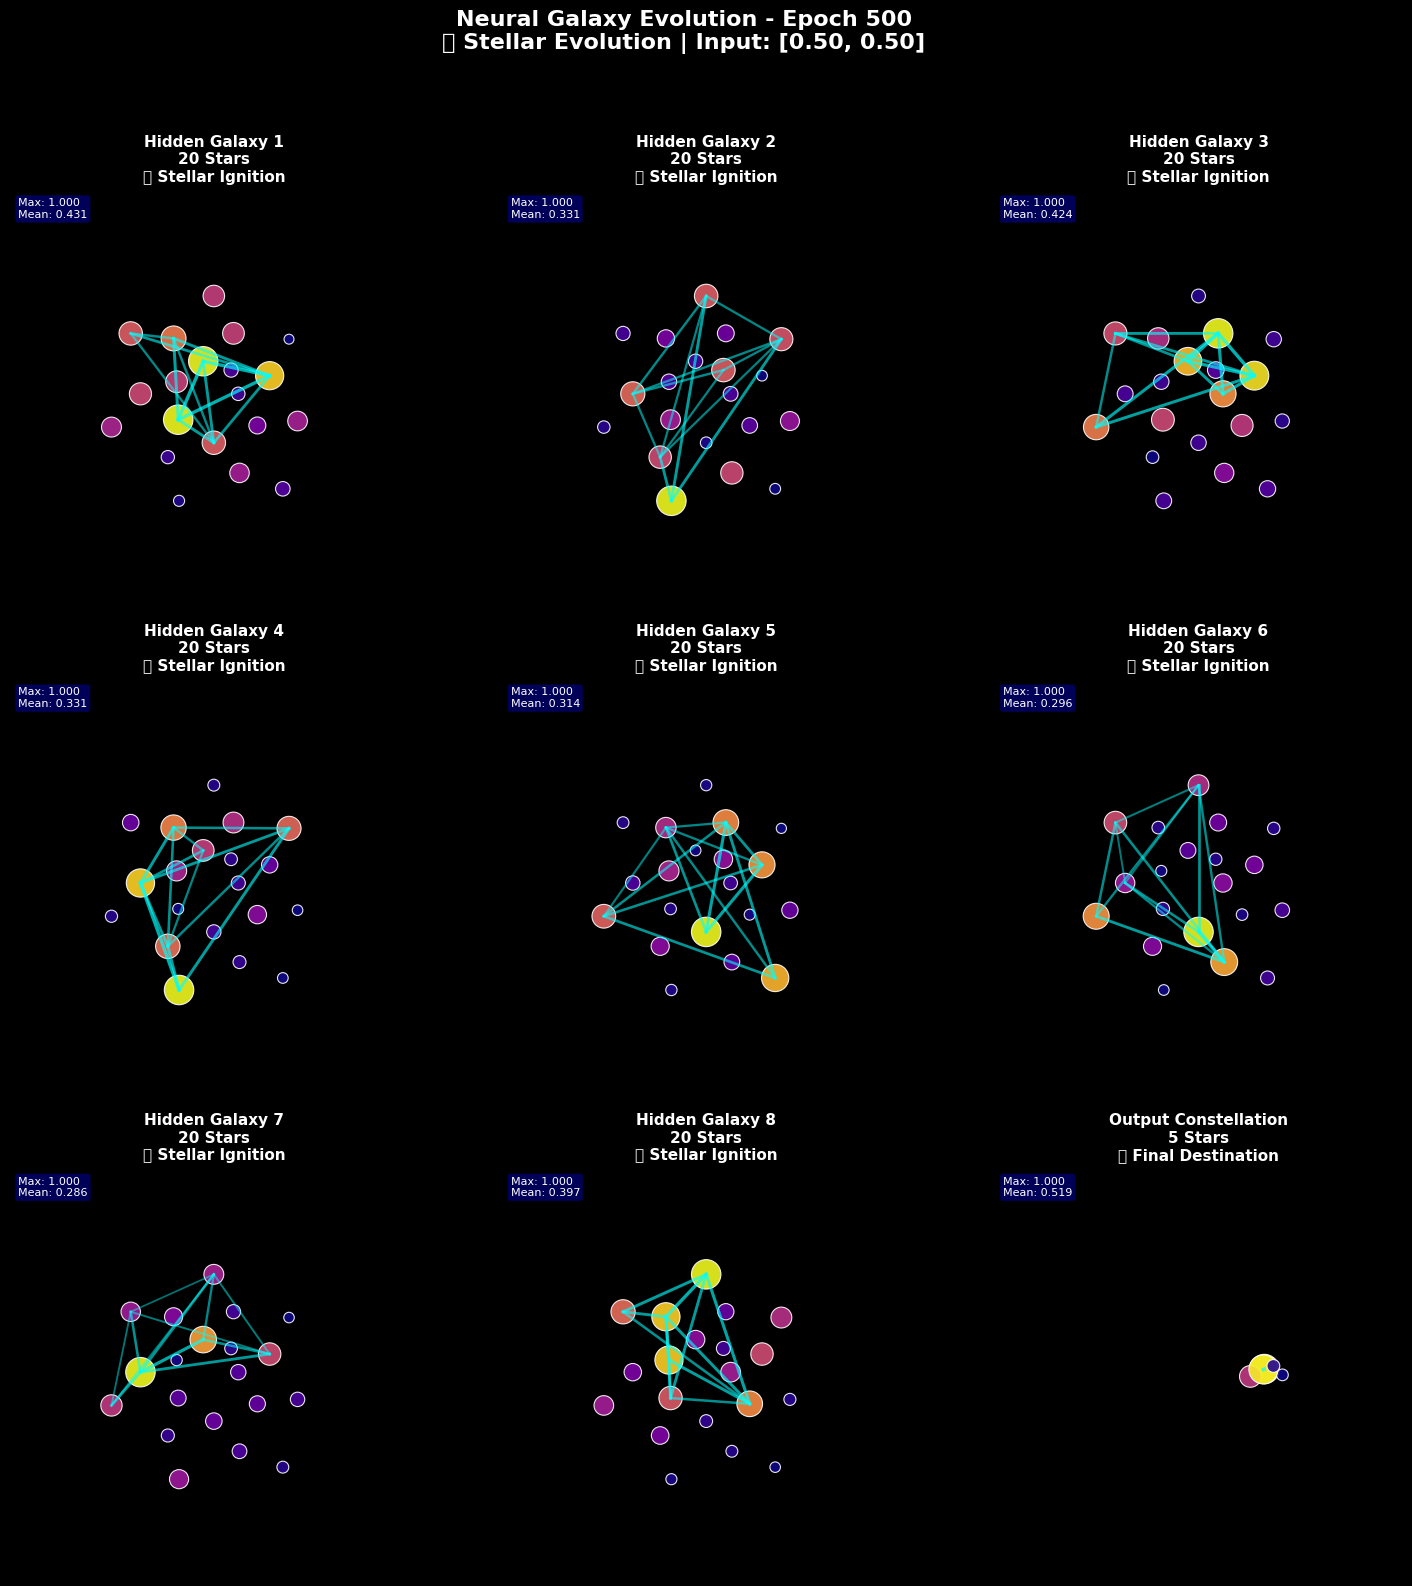 Neural Galaxy Evolution - Epoch 500
▯ Stellar Evolution | Input: [0.50, 0.50]
Hidden Galaxy 1
20 Stars
▯ Stellar Ignition
Max: 1.000
Mean: 0.431
Hidden Galaxy 2
20 Stars
▯ Stellar Ignition
Max: 1.000
Mean: 0.331
Hidden Galaxy 3
20 Stars
▯ Stellar Ignition
Max: 1.000
Mean: 0.424
Hidden Galaxy 4
20 Stars
▯ Stellar Ignition
Max: 1.000
Mean: 0.331
Hidden Galaxy 5
20 Stars
▯ Stellar Ignition
Max: 1.000
Mean: 0.314
Hidden Galaxy 6
20 Stars
▯ Stellar Ignition
Max: 1.000
Mean: 0.296
Hidden Galaxy 7
20 Stars
▯ Stellar Ignition
Max: 1.000
Mean: 0.286
Hidden Galaxy 8
20 Stars
▯ Stellar Ignition
Max: 1.000
Mean: 0.397
Output Constellation
5 Stars
▯ Final Destination
Max: 1.000
Mean: 0.519